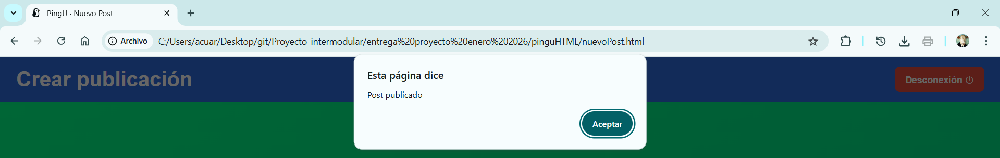 PingU · Nuevo Post
Archivo C:/Users/acuar/Desktop/git/Proyecto_intermodular/entrega%20proyecto%20enero%202026/pinguHTML/nuevoPost.html
Crear publicación
Desconexión
Esta página dice
Post publicado
Aceptar